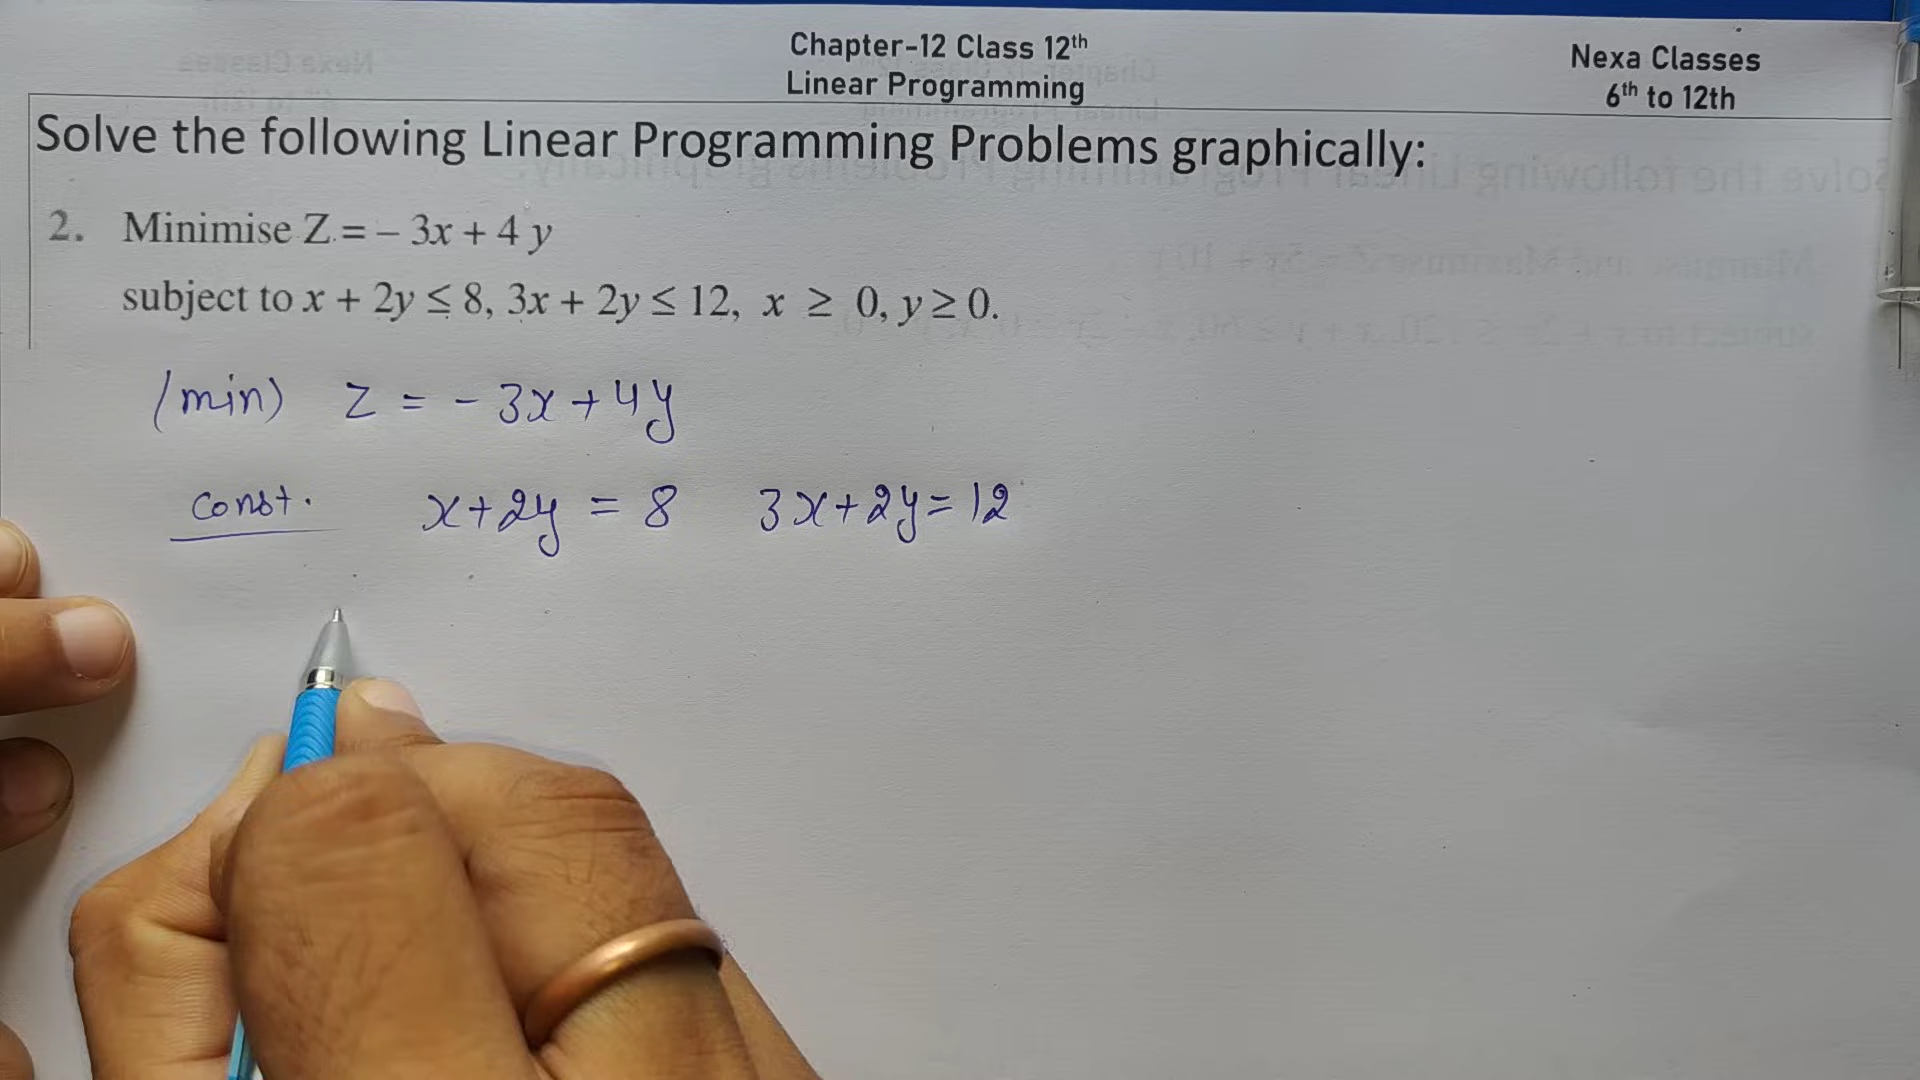 Chapter-12 Class 12th
Linear Programming
Nexa Classes
6th to 12th
Solve the following Linear Programming Problems graphically:
2. Minimise Z = – 3x + 4 y
subject to x + 2y ≤ 8, 3x + 2y ≤ 12, x ≥ 0, y ≥ 0.
(min) Z = - 3x + 4y
const. x + 2y = 8 3x + 2y = 12